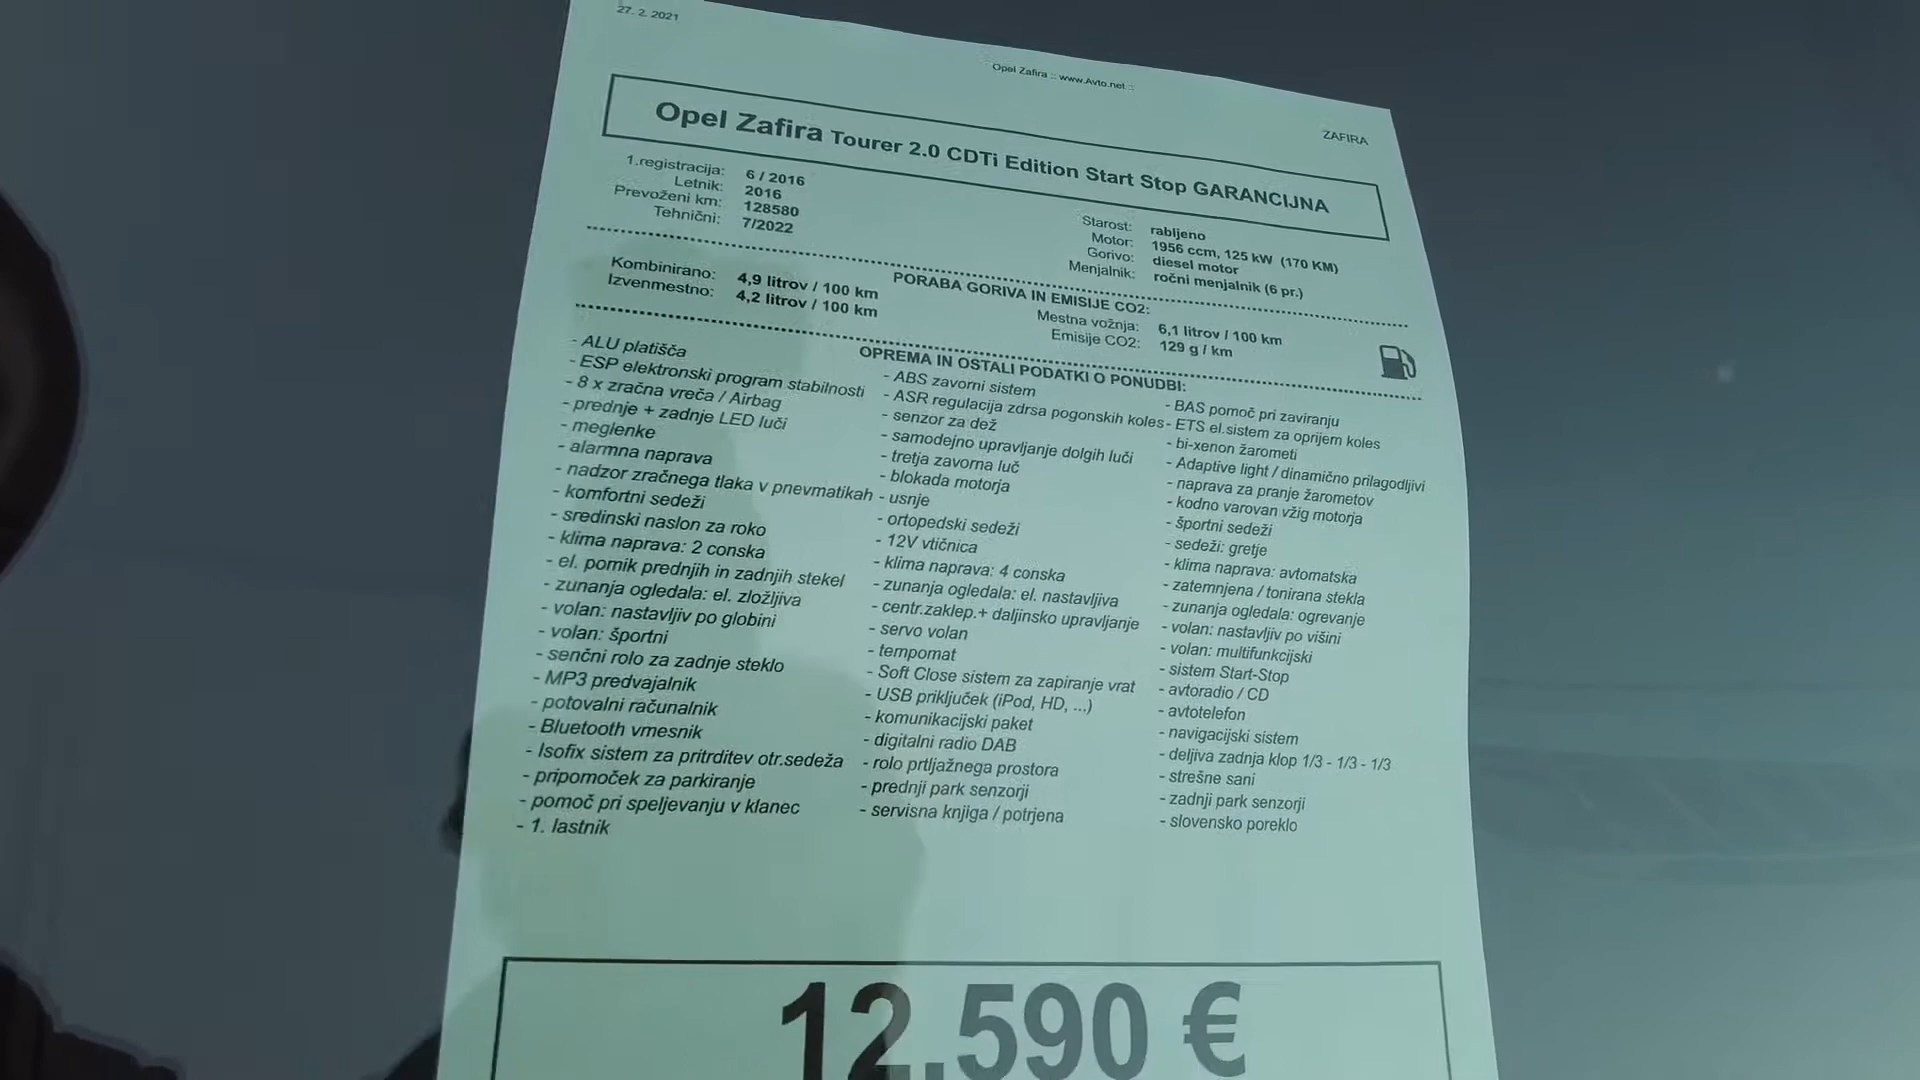 27. 2. 2021
Opel Zafira :: www.Avto.net ::
ZAFIRA
Opel Zafira Tourer 2.0 CDTi Edition Start Stop GARANCIJNA
1.registracija: 6 / 2016
Letnik: 2016
Prevoženi km: 128580
Tehnični: 7/2022
Starost: rabljeno
Motor: 1956 ccm, 125 kW (170 KM)
Gorivo: diesel motor
Menjalnik: ročni menjalnik (6 pr.)
PORABA GORIVA IN EMISIJE CO2:
Kombinirano: 4,9 litrov / 100 km
Izvenmestno: 4,2 litrov / 100 km
Mestna vožnja: 6,1 litrov / 100 km
Emisije CO2: 129 g / km
OPREMA IN OSTALI PODATKI O PONUDBI:
- ALU platišča
- ESP elektronski program stabilnosti
- 8 x zračna vreča / Airbag
- prednje + zadnje LED luči
- meglenke
- alarmna naprava
- nadzor zračnega tlaka v pnevmatikah
- komfortni sedeži
- sredinski naslon za roko
- klima naprava: 2 conska
- el. pomik prednjih in zadnjih stekel
- zunanja ogledala: el. zložljiva
- volan: nastavljiv po globini
- volan: športni
- senčni rolo za zadnje steklo
- MP3 predvajalnik
- potovalni računalnik
- Bluetooth vmesnik
- Isofix sistem za pritrditev otr.sedeža
- pripomoček za parkiranje
- pomoč pri speljevanju v klanec
- 1. lastnik
- ABS zavorni sistem
- ASR regulacija zdrsa pogonskih koles
- senzor za dež
- samodejno upravljanje dolgih luči
- tretja zavorna luč
- blokada motorja
- usnje
- ortopedski sedeži
- 12V vtičnica
- klima naprava: 4 conska
- zunanja ogledala: el. nastavljiva
- centr.zaklep.+ daljinsko upravljanje
- servo volan
- tempomat
- Soft Close sistem za zapiranje vrat
- USB priključek (iPod, HD, ...)
- komunikacijski paket
- digitalni radio DAB
- rolo prtljažnega prostora
- prednji park senzorji
- servisna knjiga / potrjena
- BAS pomoč pri zaviranju
- ETS el.sistem za oprijem koles
- bi-xenon žarometi
- Adaptive light / dinamično prilagodljivi
- naprava za pranje žarometov
- kodno varovan vžig motorja
- športni sedeži
- sedeži: gretje
- klima naprava: avtomatska
- zatemnjena / tonirana stekla
- zunanja ogledala: ogrevanje
- volan: nastavljiv po višini
- volan: multifunkcijski
- sistem Start-Stop
- avtoradio / CD
- avtotelefon
- navigacijski sistem
- deljiva zadnja klop 1/3 - 1/3 - 1/3
- strešne sani
- zadnji park senzorji
- slovensko poreklo
12.590 €